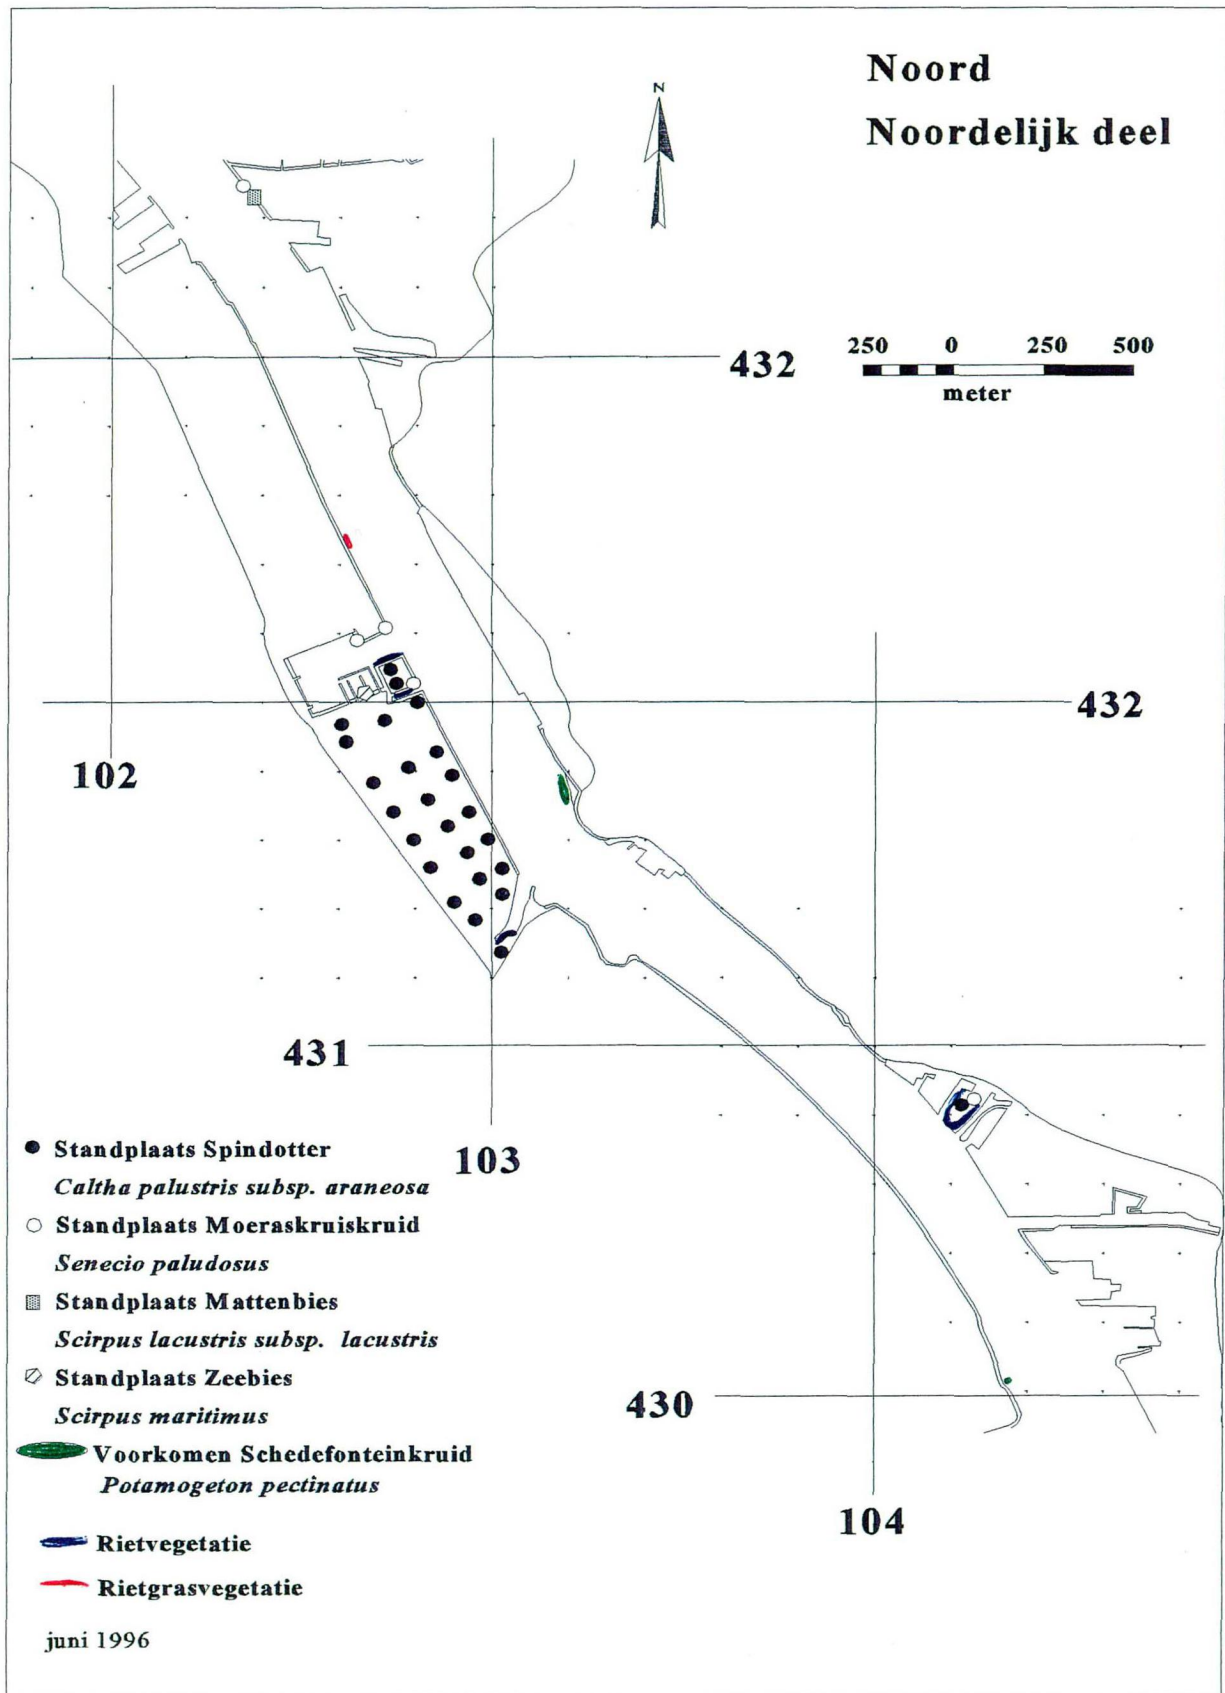 Noord
Noordelijk deel
N
250 0 250 500
meter
432
432
102
431
103
430
104
Standplaats Spindotter
Caltha palustris subsp. araneosa
Standplaats Moeraskruiskruid
Senecio paludosus
Standplaats Mattenbies
Scirpus lacustris subsp. lacustris
Standplaats Zeebies
Scirpus maritimus
Voorkomen Schedefonteinkruid
Potamogeton pectinatus
Rietvegetatie
Rietgrasvegetatie
juni 1996